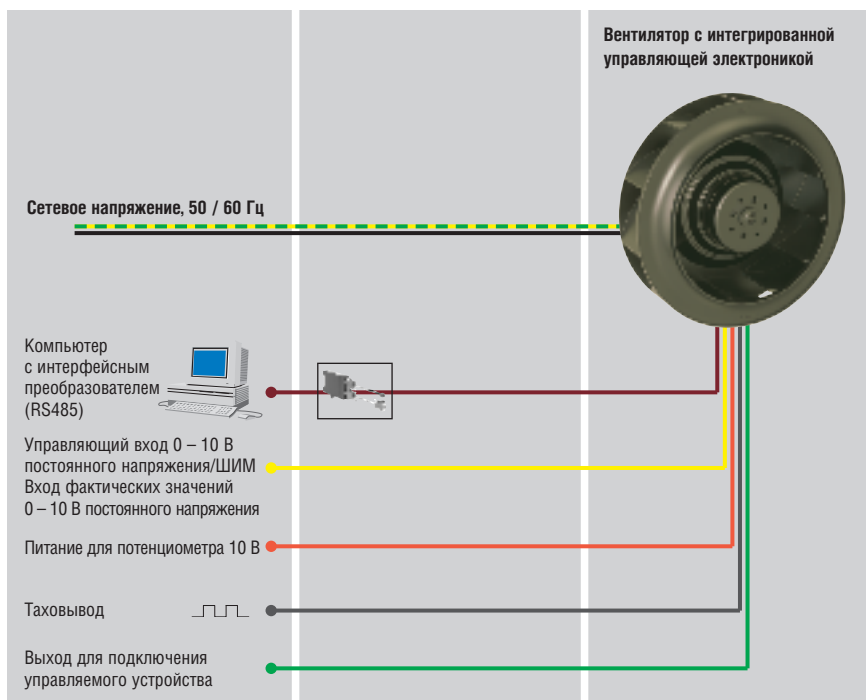 Вентилятор с интегрированной
управляющей электроникой
Сетевое напряжение, 50 / 60 Гц
Компьютер
с интерфейсным
преобразователем
(RS485)
Управляющий вход 0 – 10 В
постоянного напряжения/ШИМ
Вход фактических значений
0 – 10 В постоянного напряжения
Питание для потенциометра 10 В
Таховывод
Выход для подключения
управляемого устройства